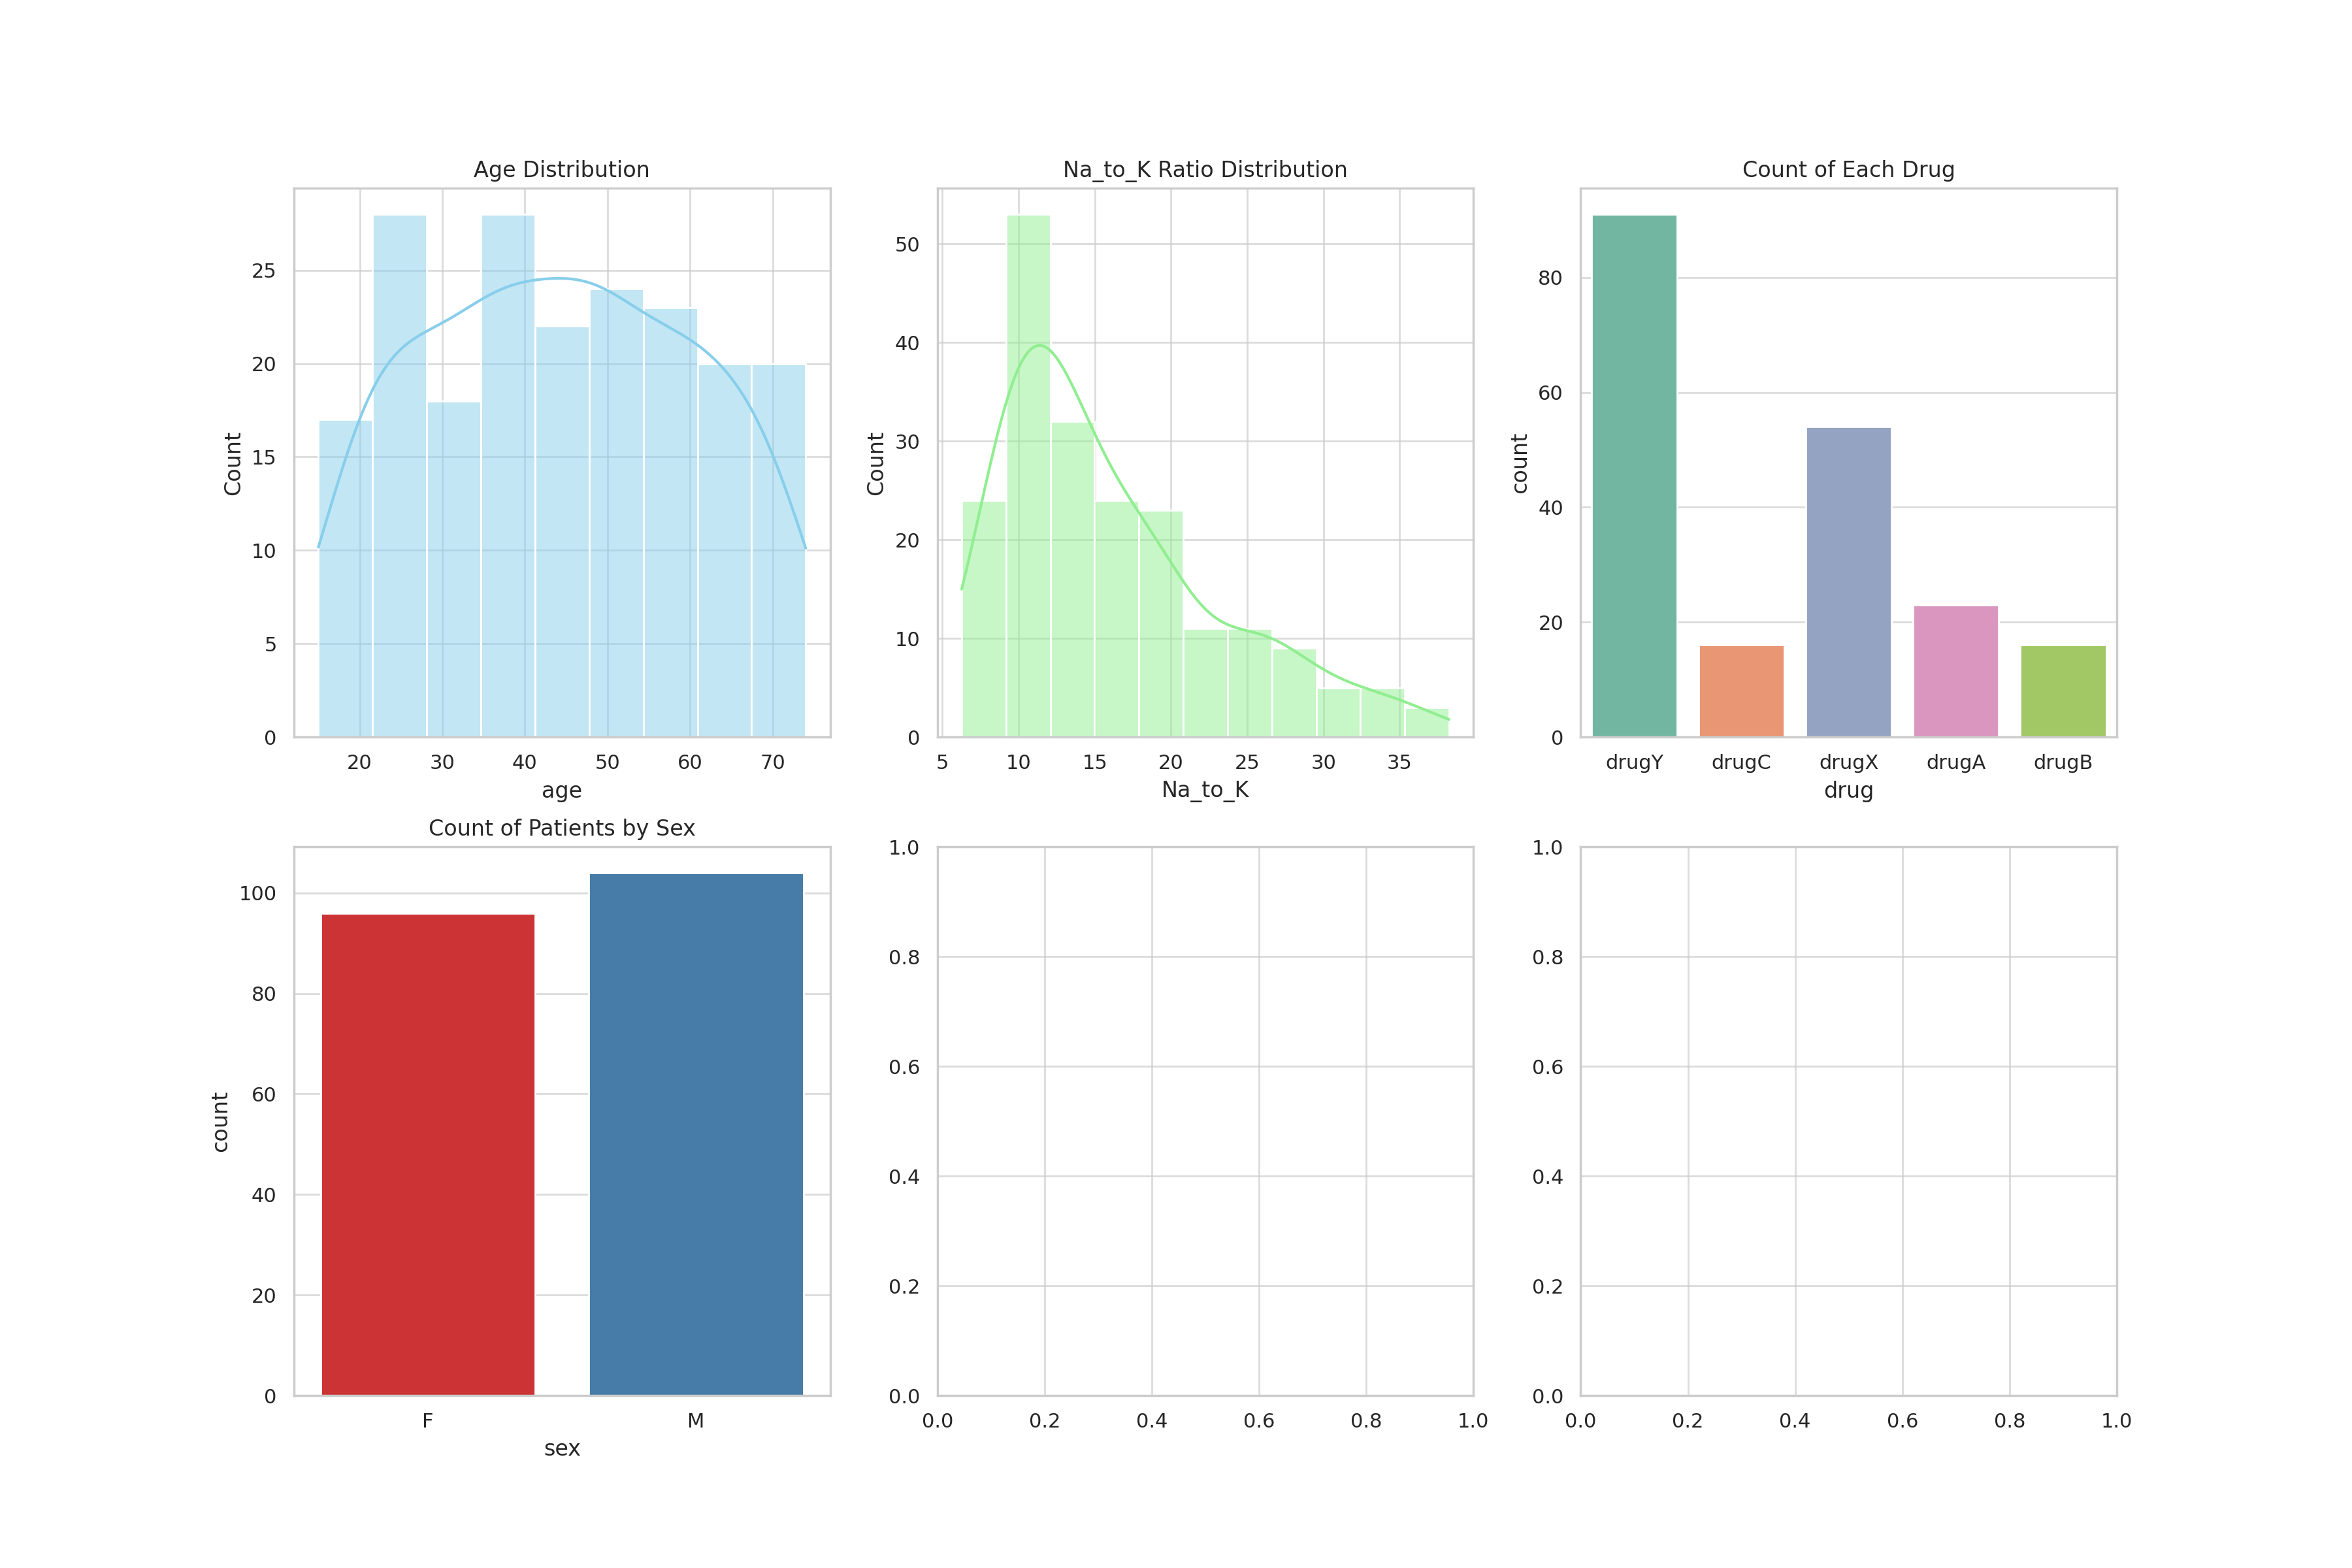 Age Distribution
Count
25
20
15
10
5
0
20 30 40 50 60 70
age
Na_to_K Ratio Distribution
Count
50
40
30
20
10
0
5 10 15 20 25 30 35
Na_to_K
Count of Each Drug
count
80
60
40
20
0
drugY drugC drugX drugA drugB
drug
Count of Patients by Sex
count
100
80
60
40
20
0
F M
sex
1.0
0.8
0.6
0.4
0.2
0.0
0.0 0.2 0.4 0.6 0.8 1.0
1.0
0.8
0.6
0.4
0.2
0.0
0.0 0.2 0.4 0.6 0.8 1.0